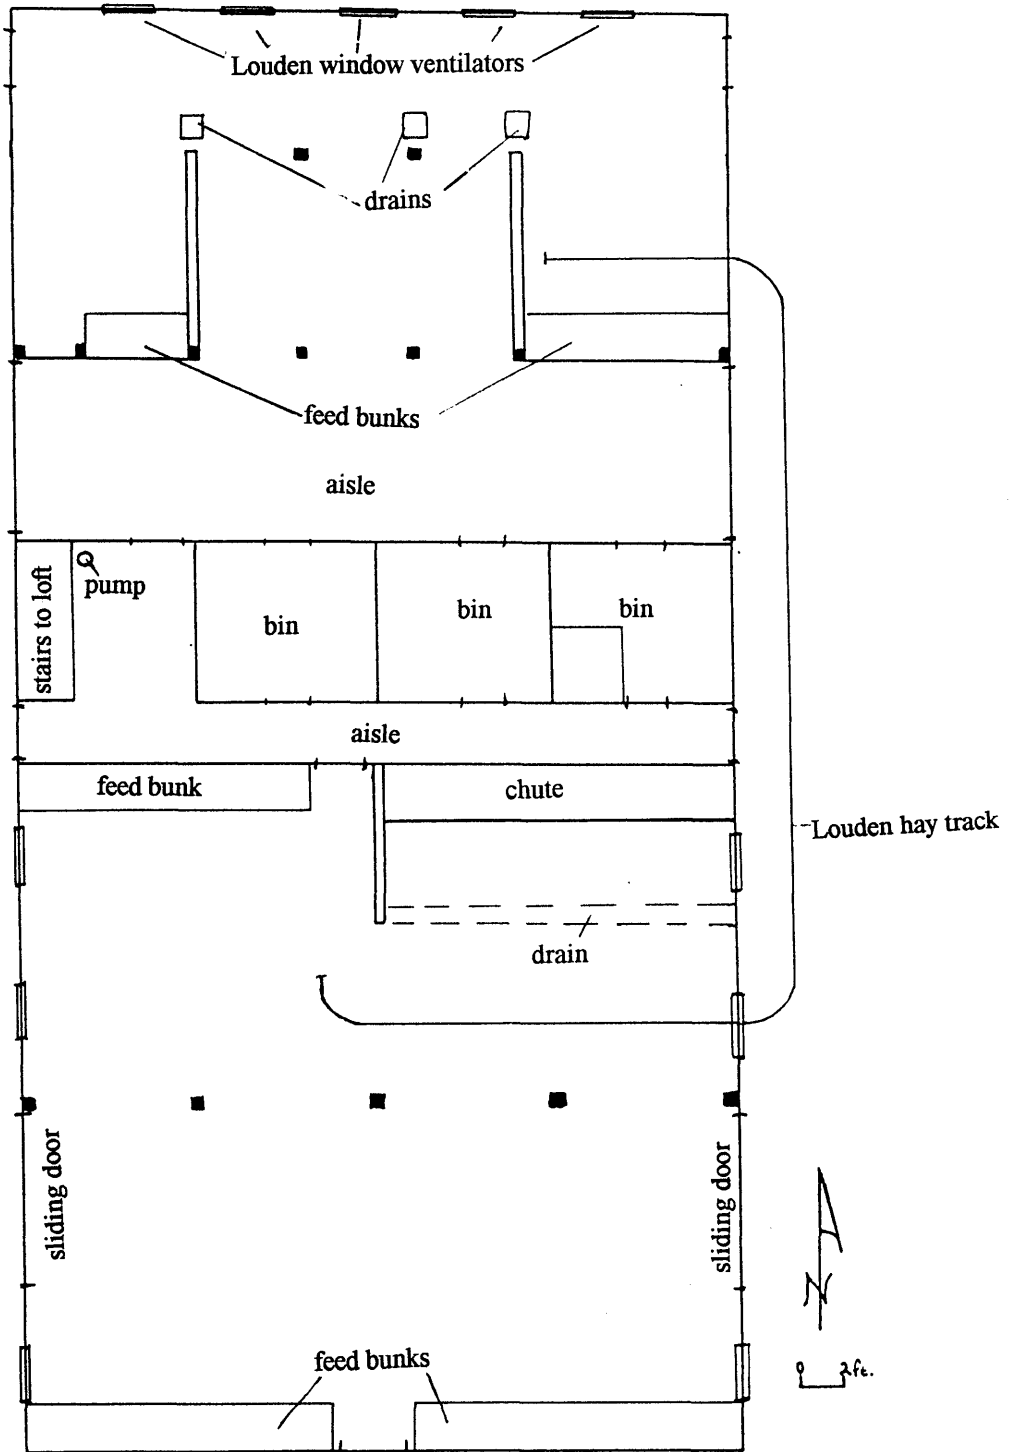 Louden window ventilators
drains
feed bunks
aisle
stairs to loft
pump
bin
bin
bin
aisle
feed bunk
chute
Louden hay track
drain
sliding door
sliding door
N
0 2ft.
feed bunks